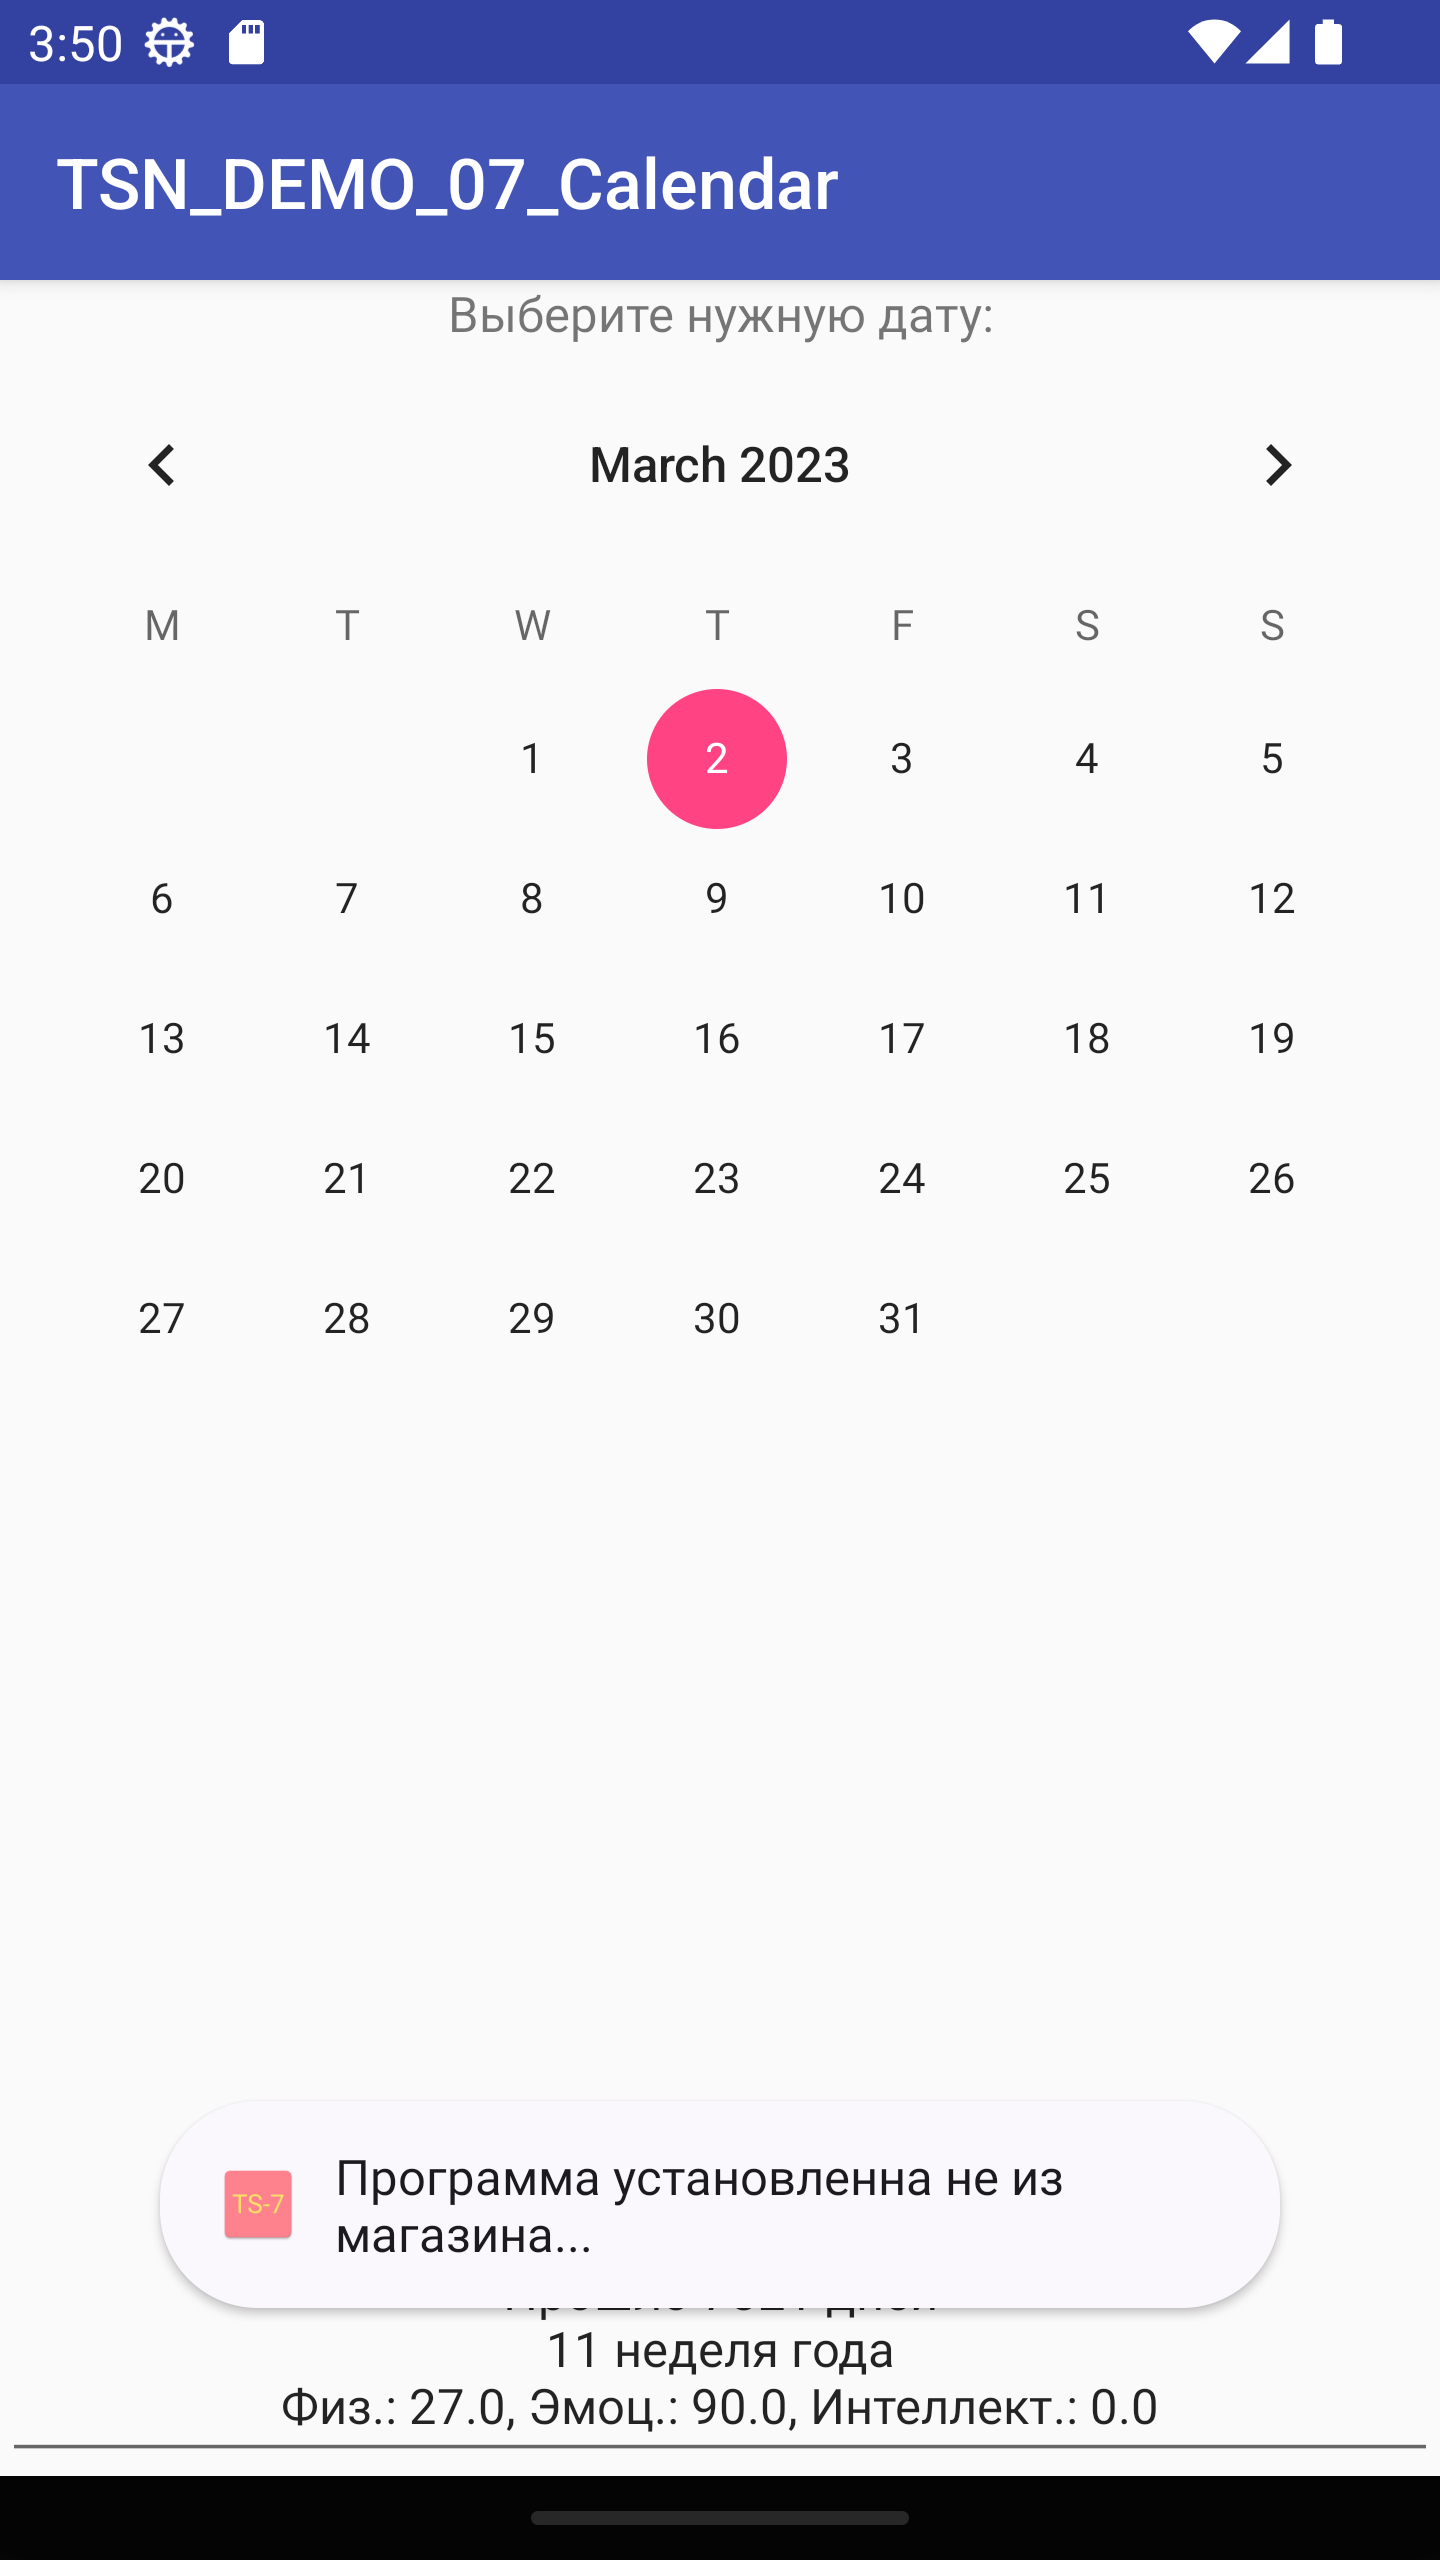 3:50
TSN_DEMO_07_Calendar
Выберите нужную дату:
March 2023
M T W T F S S
1 2 3 4 5
6 7 8 9 10 11 12
13 14 15 16 17 18 19
20 21 22 23 24 25 26
27 28 29 30 31
TS-7
Программа установленна не из
магазина...
11 неделя года
Физ.: 27.0, Эмоц.: 90.0, Интеллект.: 0.0